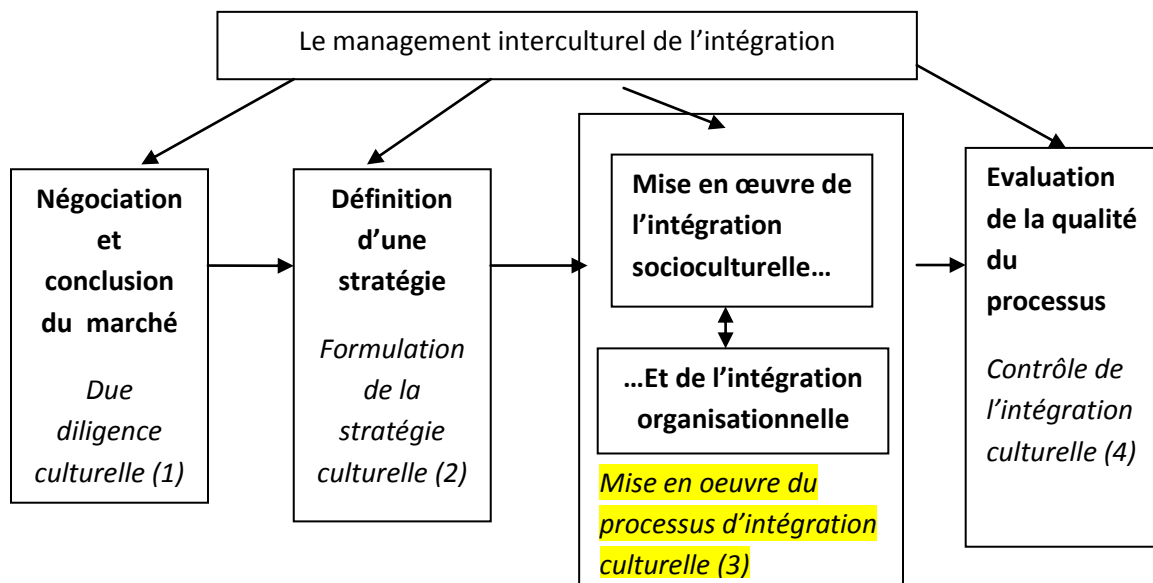 Le management interculturel de l’intégration
Négociation
et
conclusion
du marché
Due
diligence
culturelle (1)
Définition
d’une
stratégie
Formulation
de la
stratégie
culturelle (2)
Mise en œuvre de
l’intégration
socioculturelle…
…Et de l’intégration
organisationnelle
Mise en oeuvre du
processus d’intégration
culturelle (3)
Evaluation
de la qualité
du
processus
Contrôle de
l’intégration
culturelle (4)